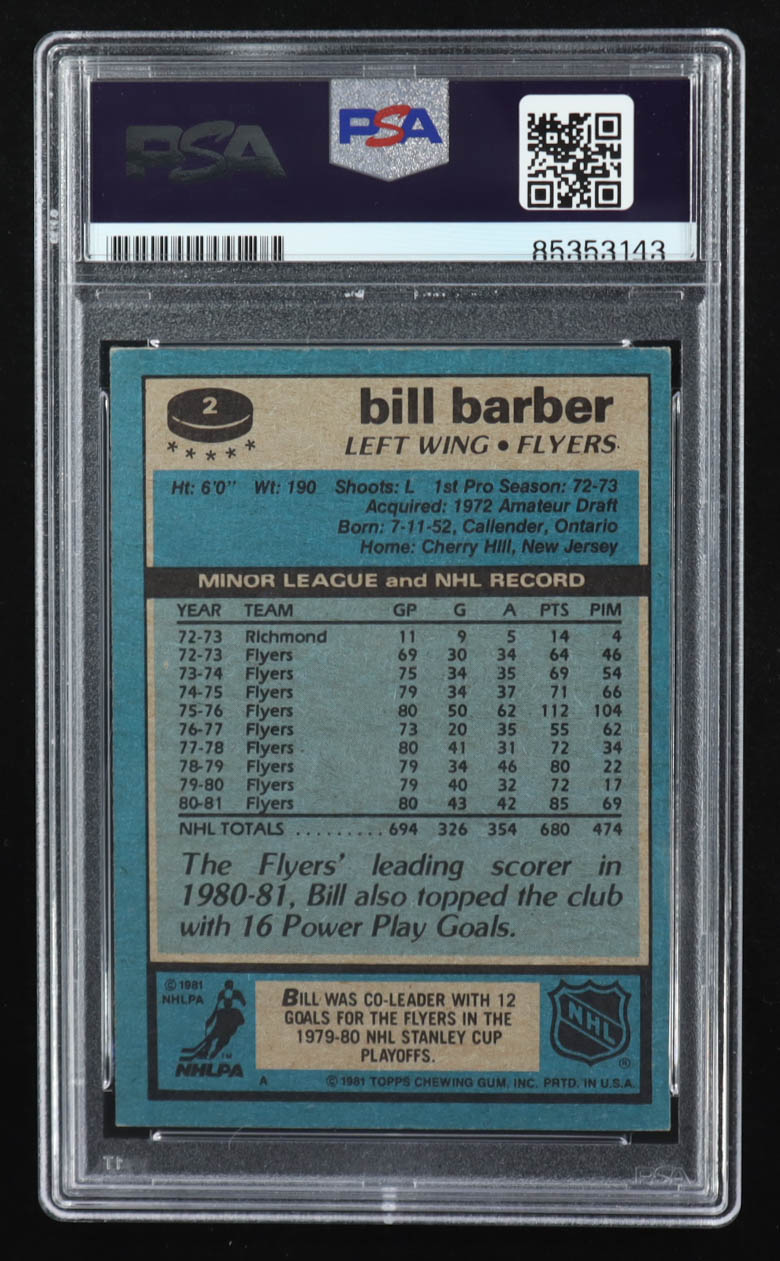 PSA
PSA
85353143
2
bill barber
LEFT WING • FLYERS
Ht: 6'0" Wt: 190 Shoots: L 1st Pro Season: 72-73
Acquired: 1972 Amateur Draft
Born: 7-11-52, Callender, Ontario
Home: Cherry Hill, New Jersey
MINOR LEAGUE and NHL RECORD
YEAR TEAM GP G A PTS PIM
72-73 Richmond 11 9 5 14 4
72-73 Flyers 69 30 34 64 46
73-74 Flyers 75 34 35 69 54
74-75 Flyers 79 34 37 71 66
75-76 Flyers 80 50 62 112 104
76-77 Flyers 73 20 35 55 62
77-78 Flyers 80 41 31 72 34
78-79 Flyers 79 34 46 80 22
79-80 Flyers 79 40 32 72 17
80-81 Flyers 80 43 42 85 69
NHL TOTALS .......... 694 326 354 680 474
The Flyers' leading scorer in
1980-81, Bill also topped the club
with 16 Power Play Goals.
© 1981
NHLPA
BILL WAS CO-LEADER WITH 12
GOALS FOR THE FLYERS IN THE
1979-80 NHL STANLEY CUP
PLAYOFFS.
NHL
®
TM
NHLPA
A © 1981 TOPPS CHEWING GUM, INC. PRTD. IN U.S.A.
PSA